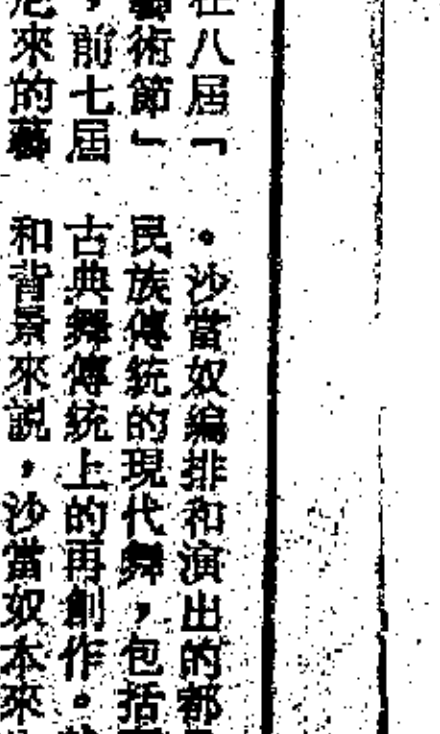 八屆「
術節」
，前七屆
來的藝
。沙當奴編排和演出的都
民族傳統的現代舞，包括
古典舞傳統上的再創作。
和背景來說，沙當奴本來